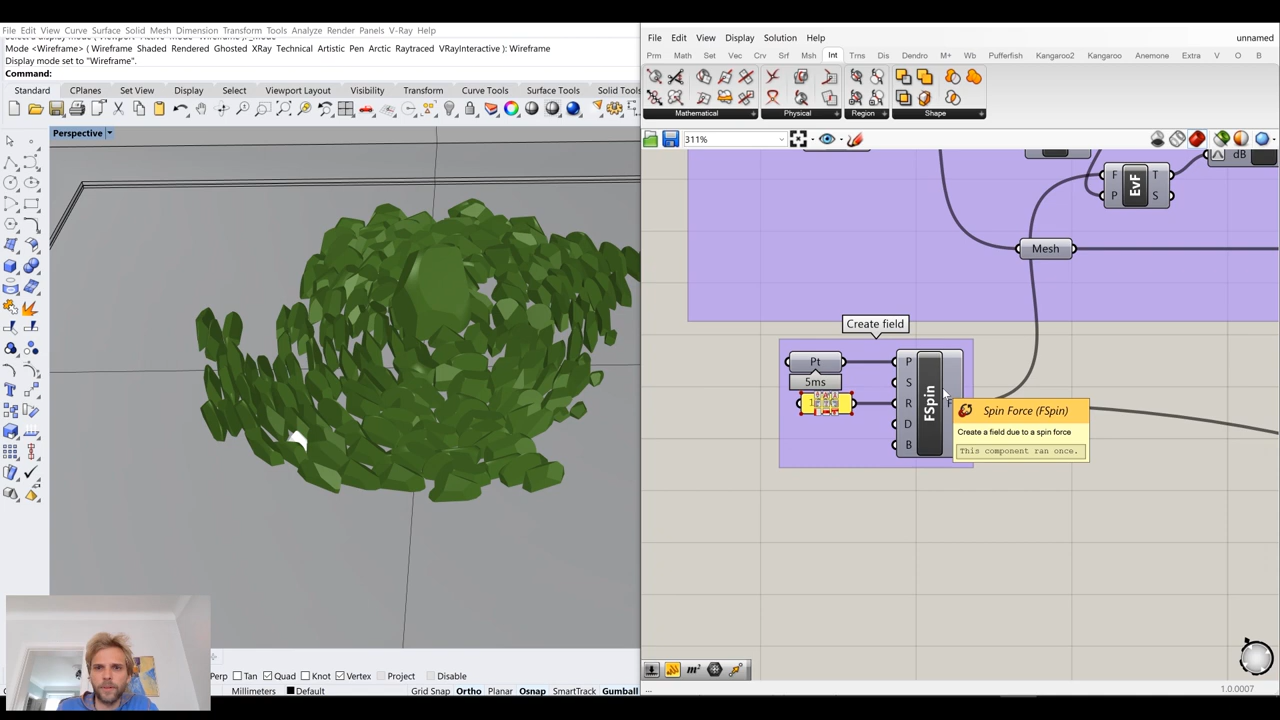 File Edit View Curve Surface Solid Mesh Dimension Transform Tools Analyze Render Panels V-Ray Help
Mode <Wireframe> ( Wireframe Shaded Rendered Ghosted XRay Technical Artistic Pen Arctic Raytraced VRayInteractive ): Wireframe
Display mode set to "Wireframe".
Command:
Standard CPlanes Set View Display Select Viewport Layout Visibility Transform Curve Tools Surface Tools Solid Tools
Perspective
Perp Tan Quad Knot Vertex Project Disable
Millimeters Default Grid Snap Ortho Planar Osnap SmartTrack Gumball
File Edit View Display Solution Help unnamed
Prm Math Set Vec Crv Srf Msh Int Trns Dis Dendro M+ Wb Pufferfish Kangaroo2 Kangaroo Anemone Extra V O B
Mathematical Physical Region Shape
311%
dB
F P EvF T S
Mesh
Create field
Pt
5ms
P S R D B FSpin F
Spin Force (FSpin)
Create a field due to a spin force
This component ran once.
m²
...
1.0.0007